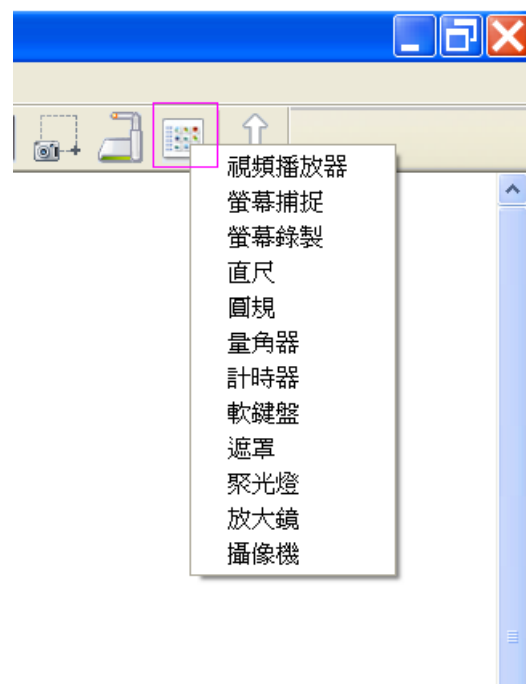 視頻播放器
螢幕捕捉
螢幕錄製
直尺
圓規
量角器
計時器
軟鍵盤
遮罩
聚光燈
放大鏡
攝像機